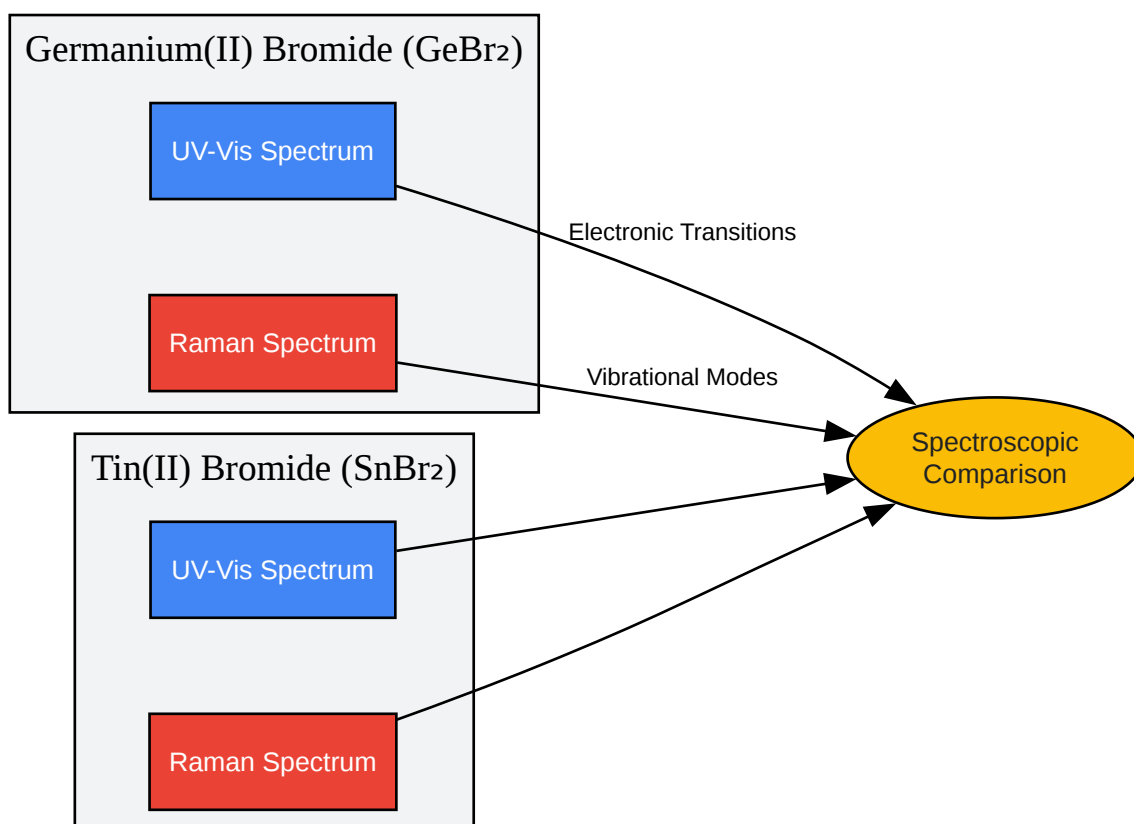 Germanium(II) Bromide (GeBr₂)
UV-Vis Spectrum
Electronic Transitions
Raman Spectrum
Vibrational Modes
Spectroscopic
Comparison
Tin(II) Bromide (SnBr₂)
UV-Vis Spectrum
Raman Spectrum